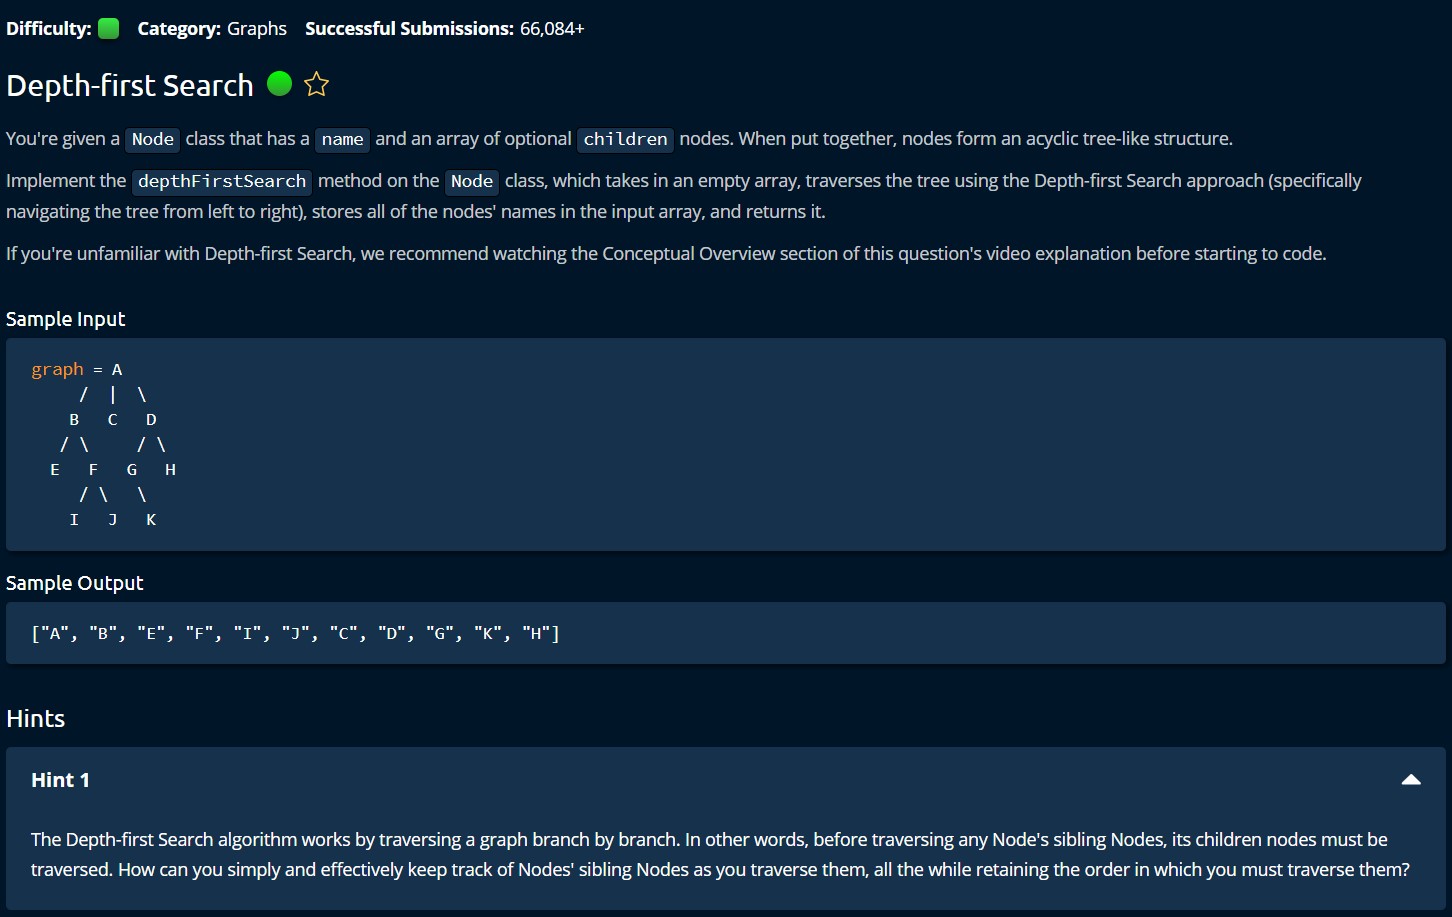 Difficulty: Category: Graphs Successful Submissions: 66,084+
Depth-first Search
You're given a Node class that has a name and an array of optional children nodes. When put together, nodes form an acyclic tree-like structure.
Implement the depthFirstSearch method on the Node class, which takes in an empty array, traverses the tree using the Depth-first Search approach (specifically
navigating the tree from left to right), stores all of the nodes' names in the input array, and returns it.
If you're unfamiliar with Depth-first Search, we recommend watching the Conceptual Overview section of this question's video explanation before starting to code.
Sample Input
graph = A
     /  |  \
    B   C   D
   / \     / \
  E   F   G   H
     / \   \
    I   J   K
Sample Output
["A", "B", "E", "F", "I", "J", "C", "D", "G", "K", "H"]
Hints
Hint 1
The Depth-first Search algorithm works by traversing a graph branch by branch. In other words, before traversing any Node's sibling Nodes, its children nodes must be
traversed. How can you simply and effectively keep track of Nodes' sibling Nodes as you traverse them, all the while retaining the order in which you must traverse them?